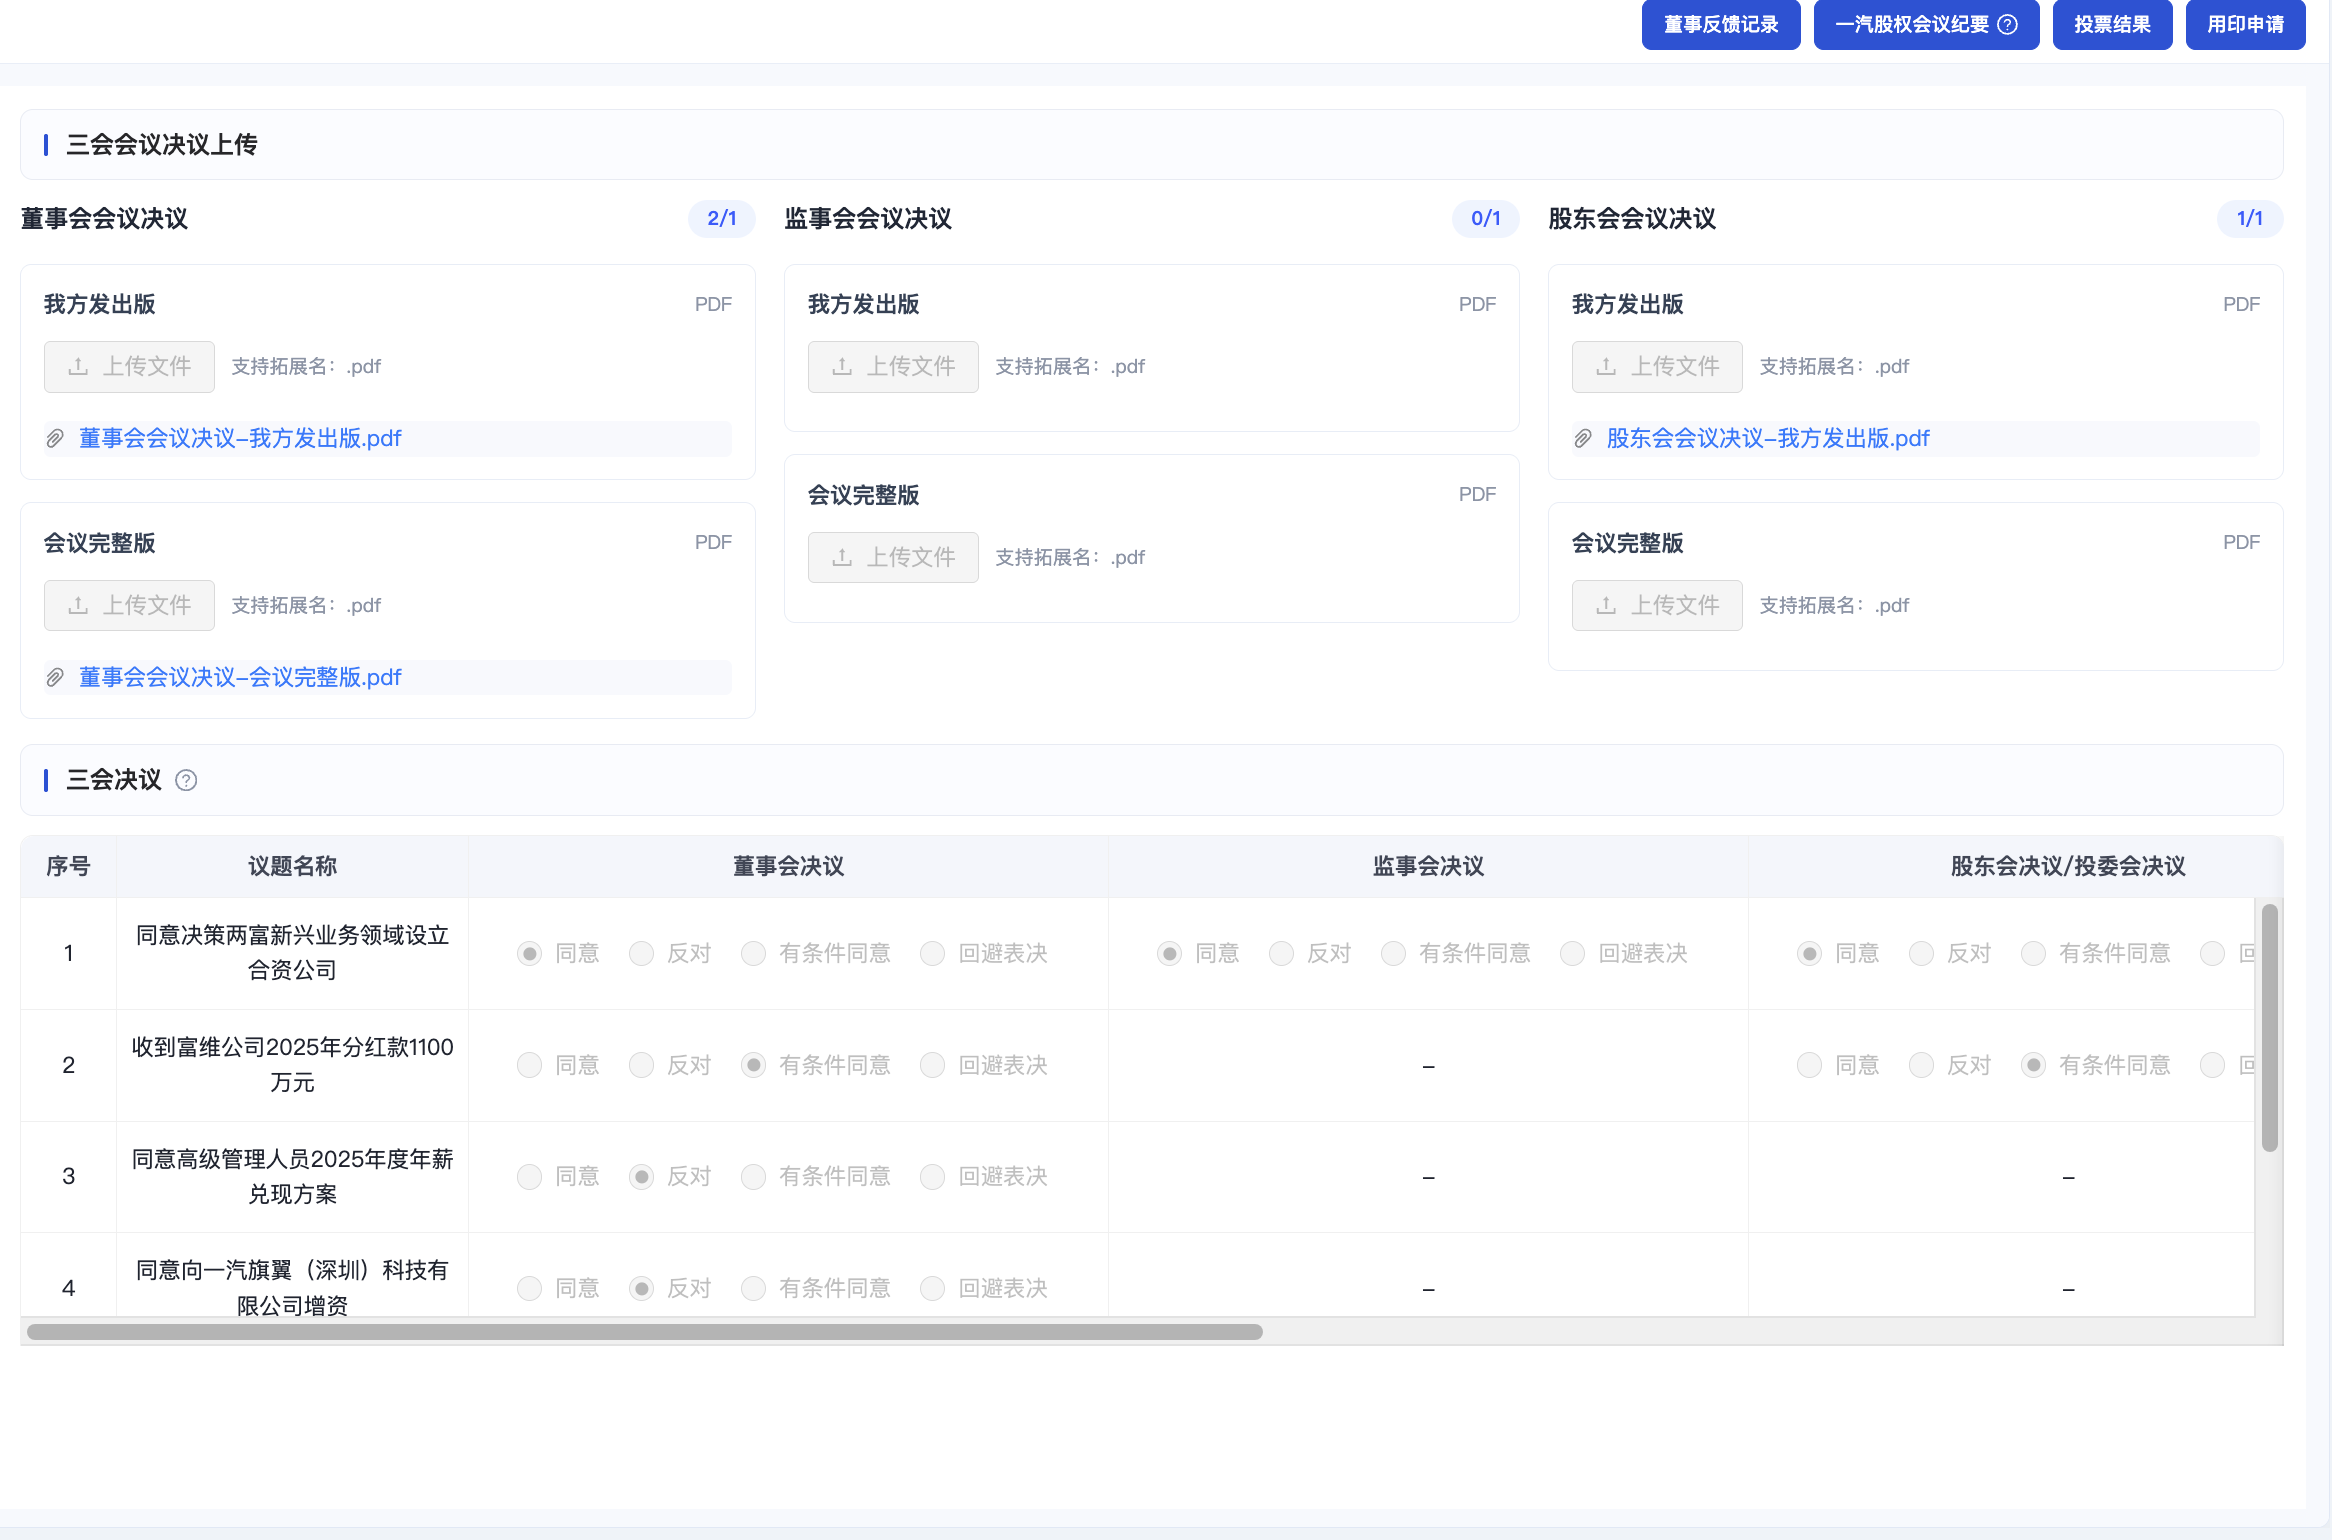 董事反馈记录 一汽股权会议纪要 ? 投票结果 用印申请
三会会议决议上传
董事会会议决议 2/1
我方发出版 PDF
上传文件 支持拓展名：.pdf
董事会会议决议-我方发出版.pdf
会议完整版 PDF
上传文件 支持拓展名：.pdf
董事会会议决议-会议完整版.pdf
监事会会议决议 0/1
我方发出版 PDF
上传文件 支持拓展名：.pdf
会议完整版 PDF
上传文件 支持拓展名：.pdf
股东会会议决议 1/1
我方发出版 PDF
上传文件 支持拓展名：.pdf
股东会会议决议-我方发出版.pdf
会议完整版 PDF
上传文件 支持拓展名：.pdf
三会决议 ?
序号 议题名称 董事会决议 监事会决议 股东会决议/投委会决议
1 同意决策两富新兴业务领域设立
合资公司
同意 反对 有条件同意 回避表决 同意 反对 有条件同意 回避表决 同意 反对 有条件同意
2 收到富维公司2025年分红款1100
万元
同意 反对 有条件同意 回避表决 – 同意 反对 有条件同意
3 同意高级管理人员2025年度年薪
兑现方案
同意 反对 有条件同意 回避表决 – –
4 同意向一汽旗翼（深圳）科技有
限公司增资
同意 反对 有条件同意 回避表决 – –